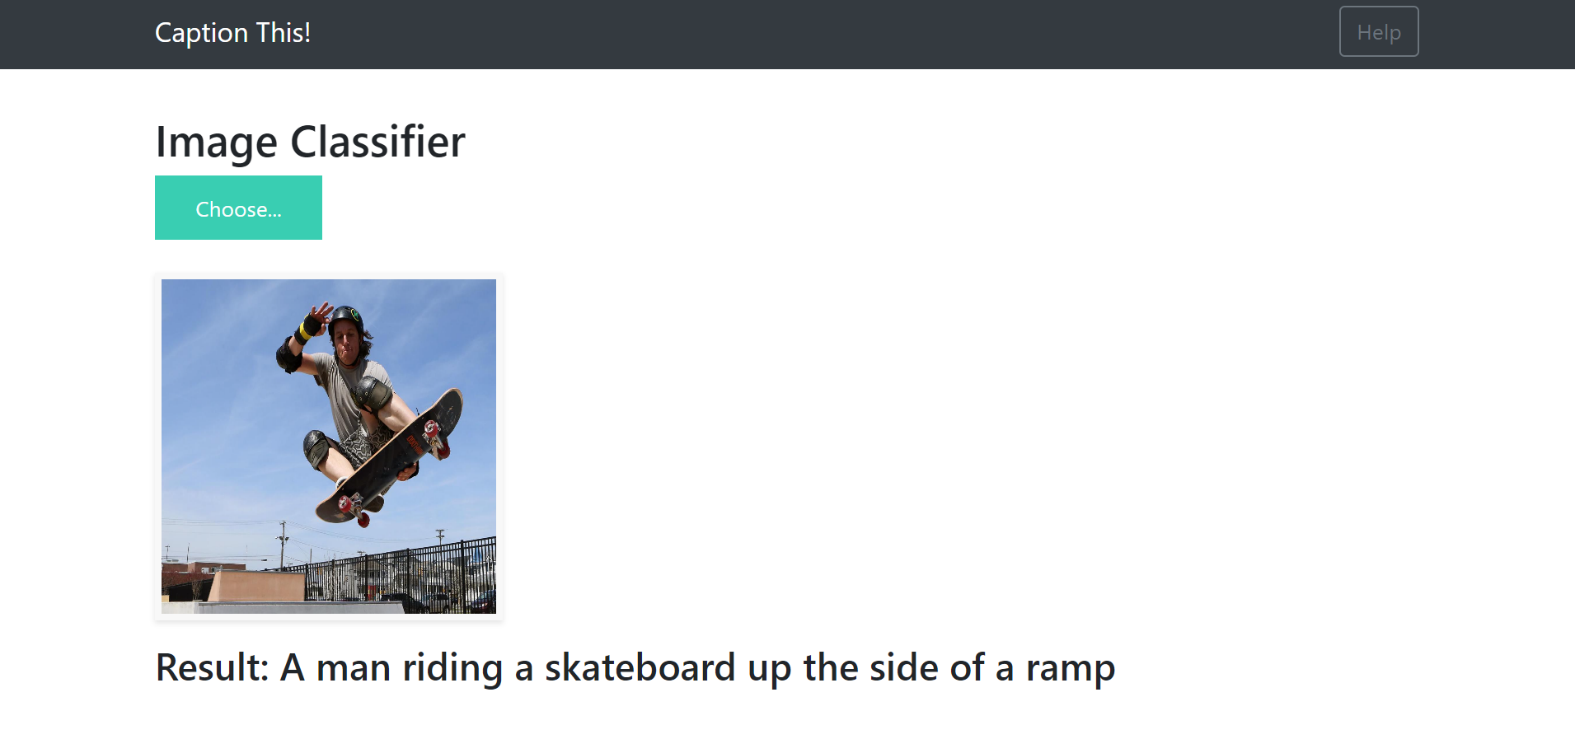 Caption This!
Help
Image Classifier
Choose...
Result: A man riding a skateboard up the side of a ramp